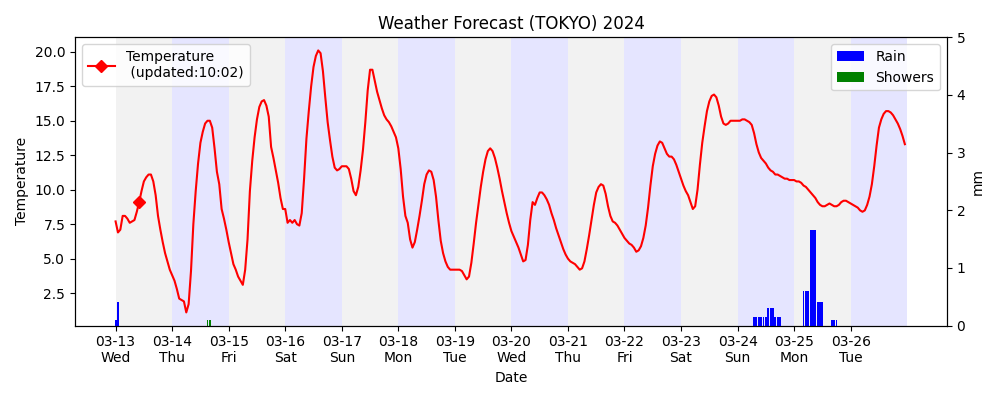 Weather Forecast (TOKYO) 2024
Temperature
(updated:10:02)
Rain
Showers
20.0
17.5
15.0
12.5
10.0
7.5
5.0
2.5
Temperature
5
4
3
2
1
0
mm
03-13 03-14 03-15 03-16 03-17 03-18 03-19 03-20 03-21 03-22 03-23 03-24 03-25 03-26
Wed Thu Fri Sat Sun Mon Tue Wed Thu Fri Sat Sun Mon Tue
Date